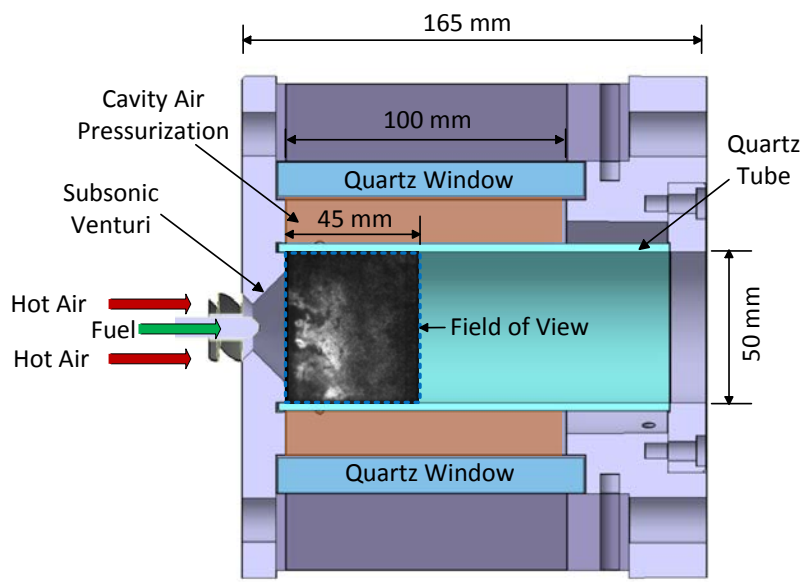 165 mm
Cavity Air
Pressurization
100 mm
Quartz
Tube
Quartz Window
Subsonic
Venturi
45 mm
Hot Air
Fuel
Hot Air
Field of View
50 mm
Quartz Window